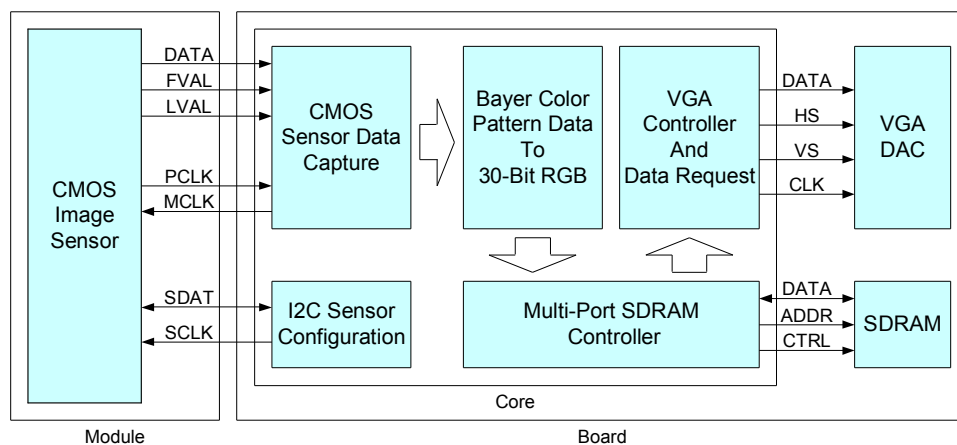 CMOS
Image
Sensor
DATA
FVAL
LVAL
PCLK
MCLK
SDAT
SCLK
CMOS
Sensor Data
Capture
I2C Sensor
Configuration
Bayer Color
Pattern Data
To
30-Bit RGB
VGA
Controller
And
Data Request
Multi-Port SDRAM
Controller
DATA
HS
VS
CLK
VGA
DAC
DATA
ADDR
CTRL
SDRAM
Core
Module
Board